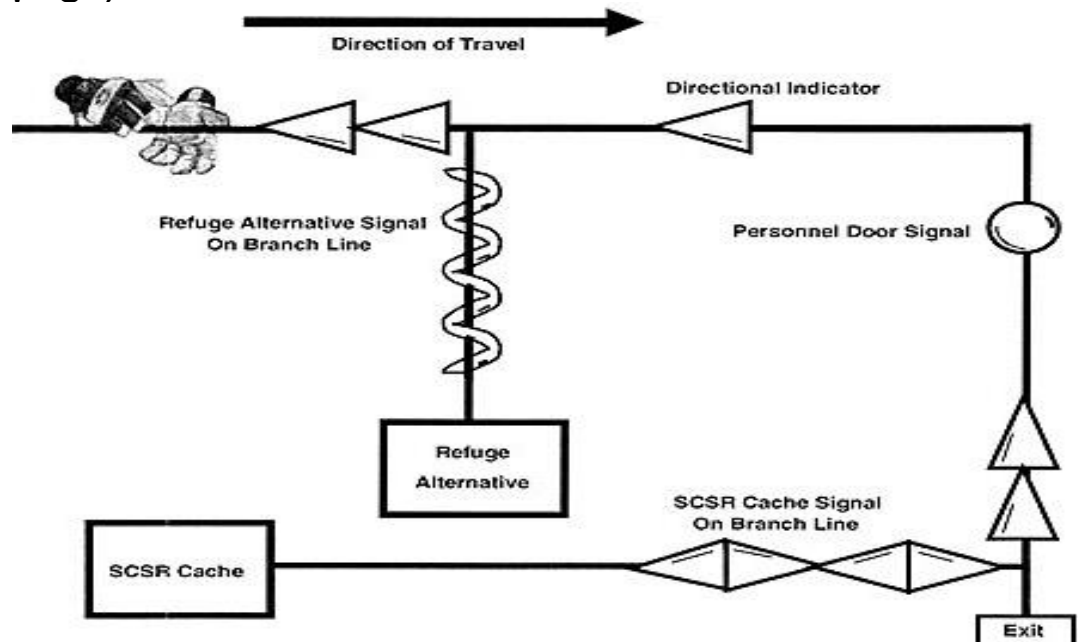 Direction of Travel
Directional Indicator
Refuge Alternative Signal
On Branch Line
Personnel Door Signal
Refuge
Alternative
SCSR Cache Signal
On Branch Line
SCSR Cache
Exit